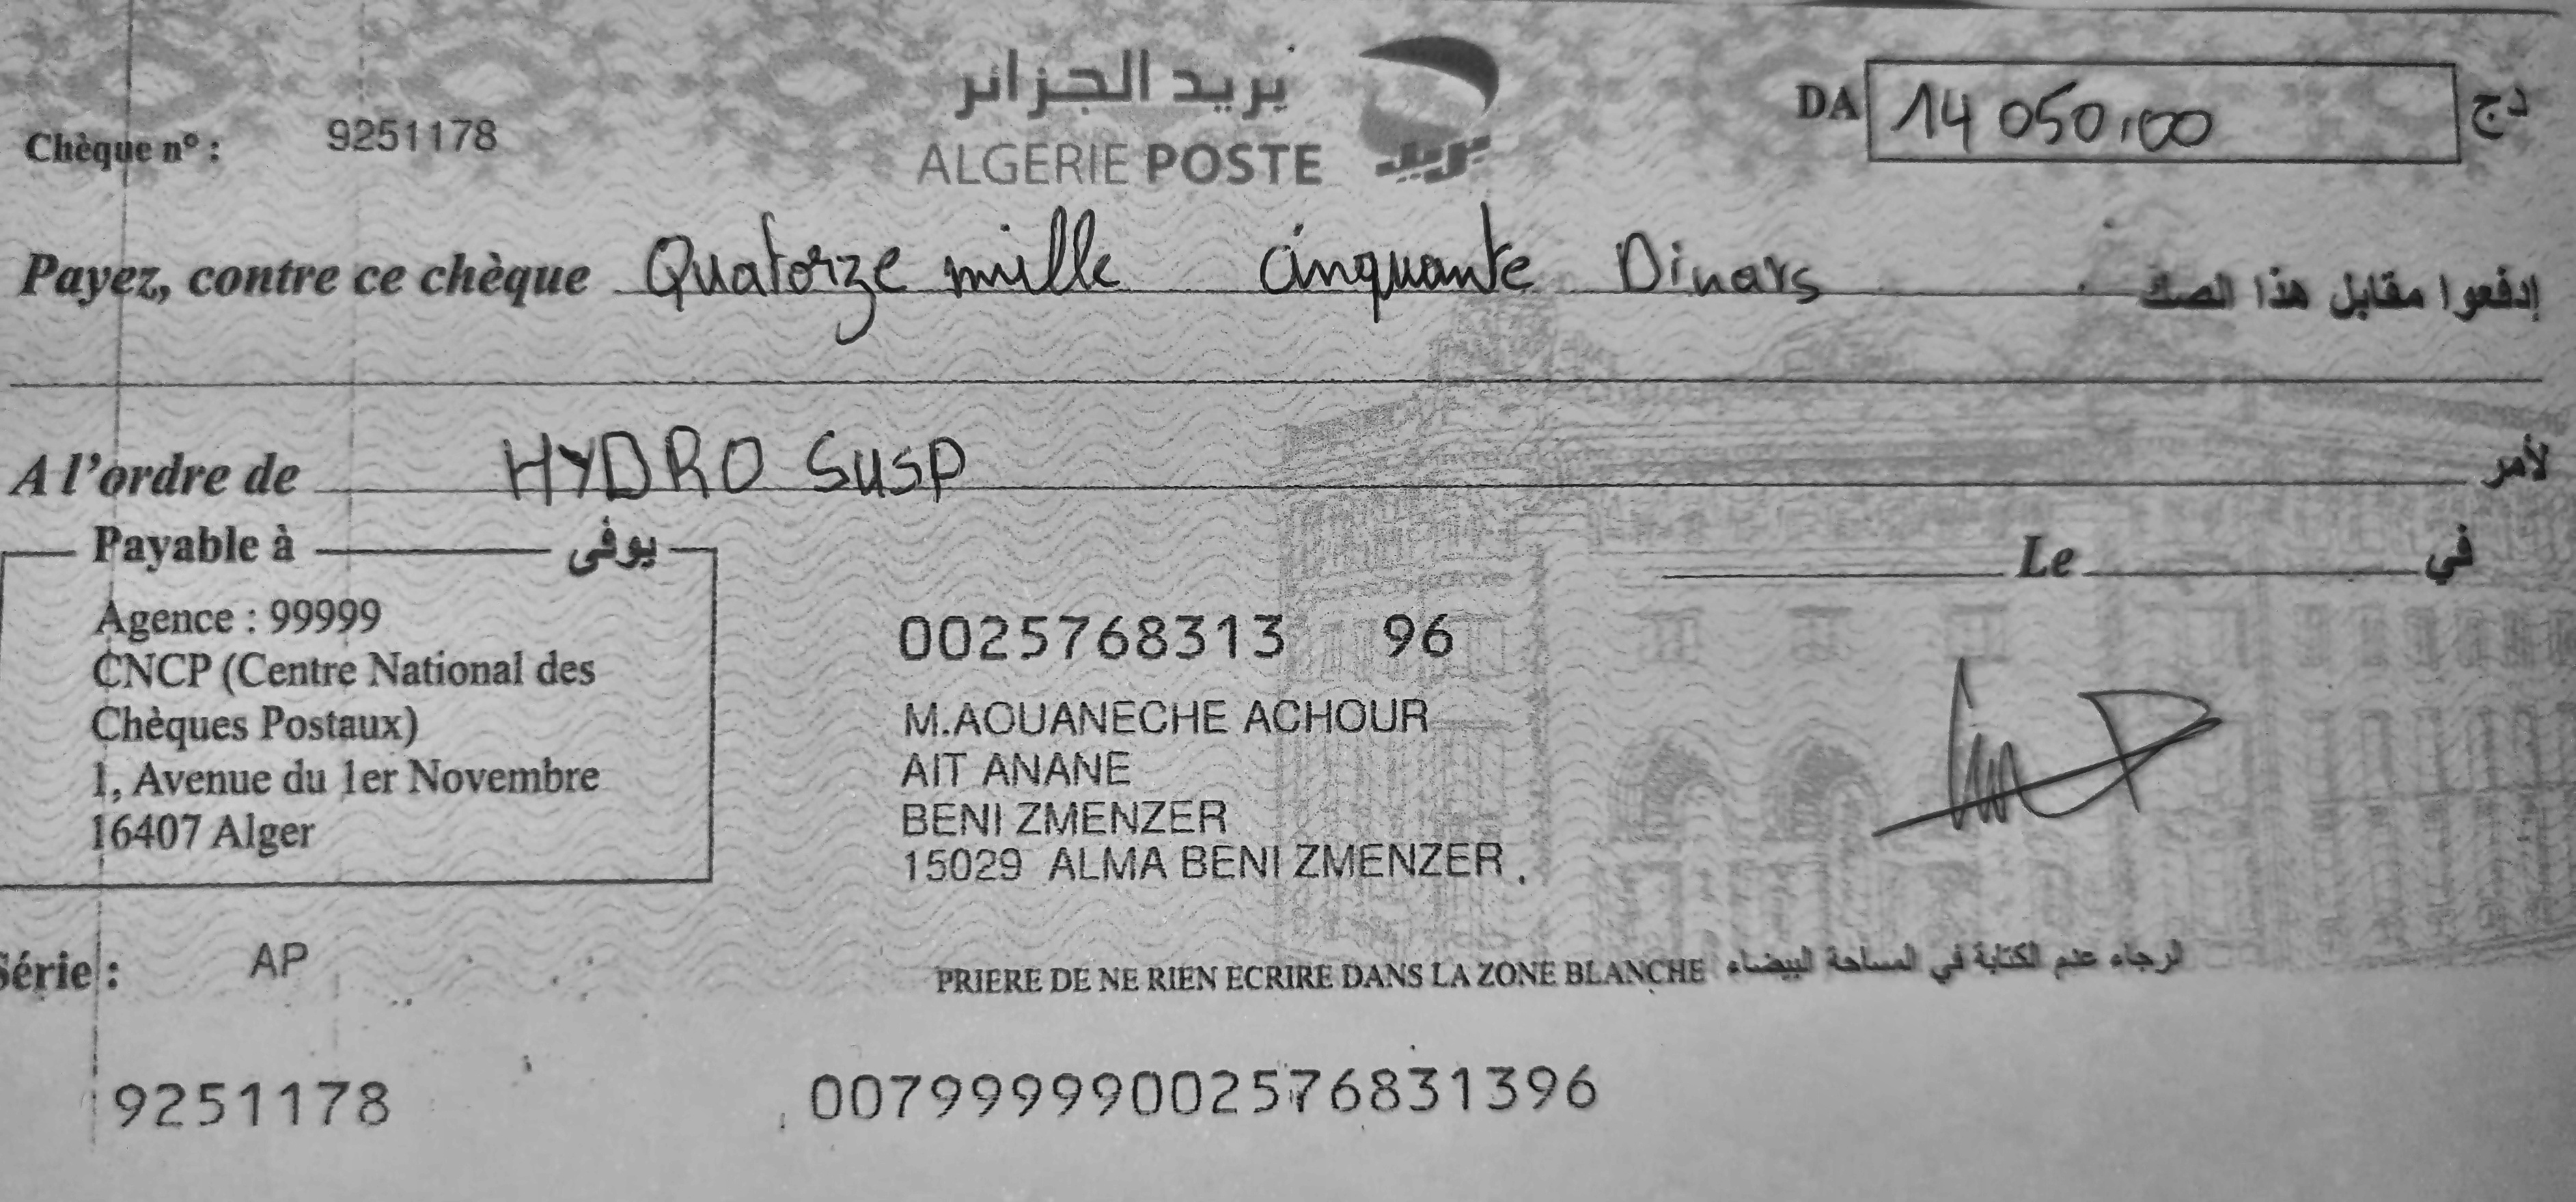 بريد الجزائر
ALGERIE POSTE بريد
Chèque n° : 9251178
DA 14 050,00 دج
Payez, contre ce chèque Quatorze mille cinquante Dinars إدفعوا مقابل هذا الصك
A l'ordre de HYDRO SUSP لأمر
Payable à يوفى
Le في
Agence : 99999
CNCP (Centre National des
Chèques Postaux)
1, Avenue du 1er Novembre
16407 Alger
0025768313 96
M.AOUANECHE ACHOUR
AIT ANANE
BENI ZMENZER
15029 ALMA BENI ZMENZER
Série : AP
PRIERE DE NE RIEN ECRIRE DANS LA ZONE BLANCHE الرجاء عدم الكتابة في المساحة البيضاء
9251178 00799999002576831396